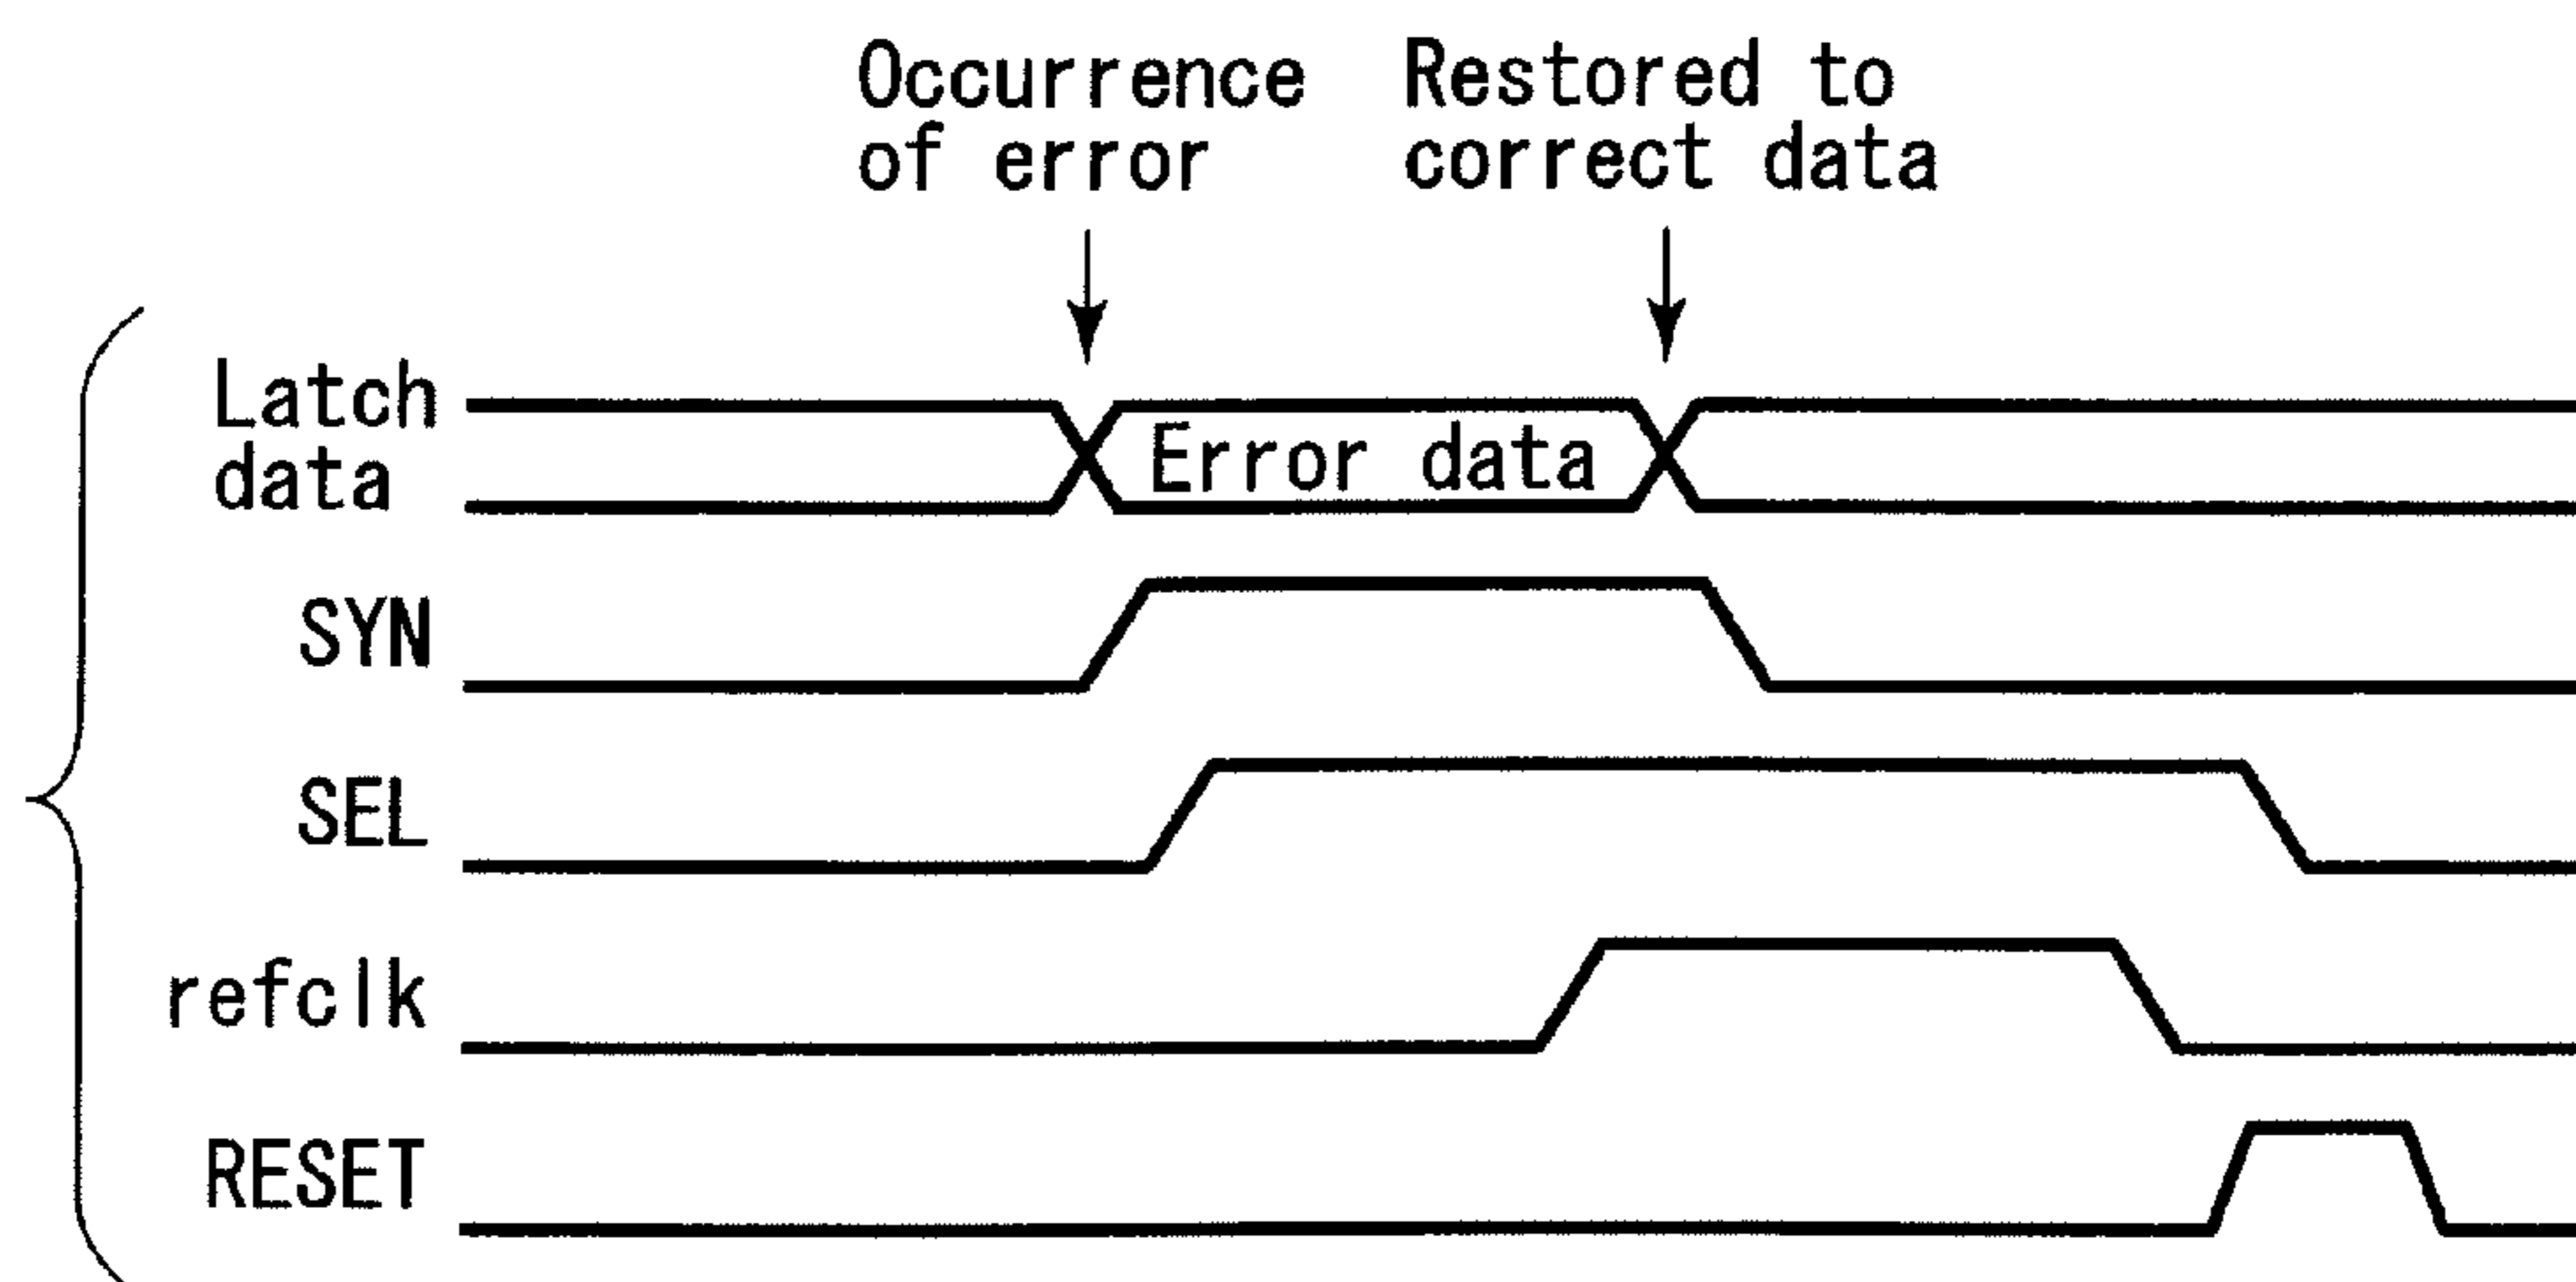 Occurrence
of error
Restored to
correct data
Latch
data
Error data
SYN
SEL
refclk
RESET